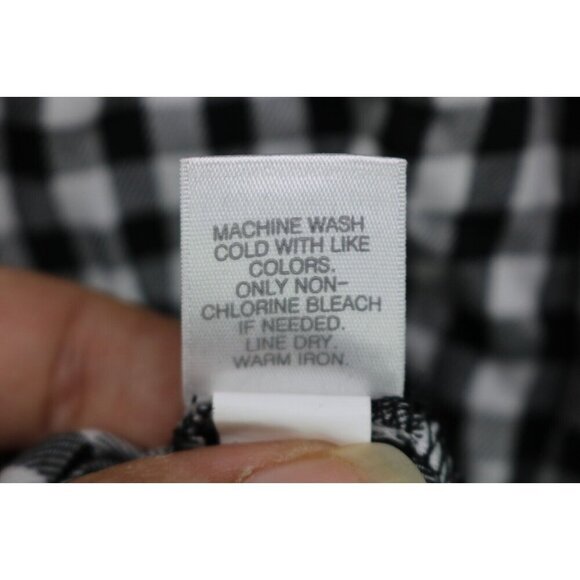 MACHINE WASH
COLD WITH LIKE
COLORS.
ONLY NON-
CHLORINE BLEACH
IF NEEDED.
LINE DRY.
WARM IRON.